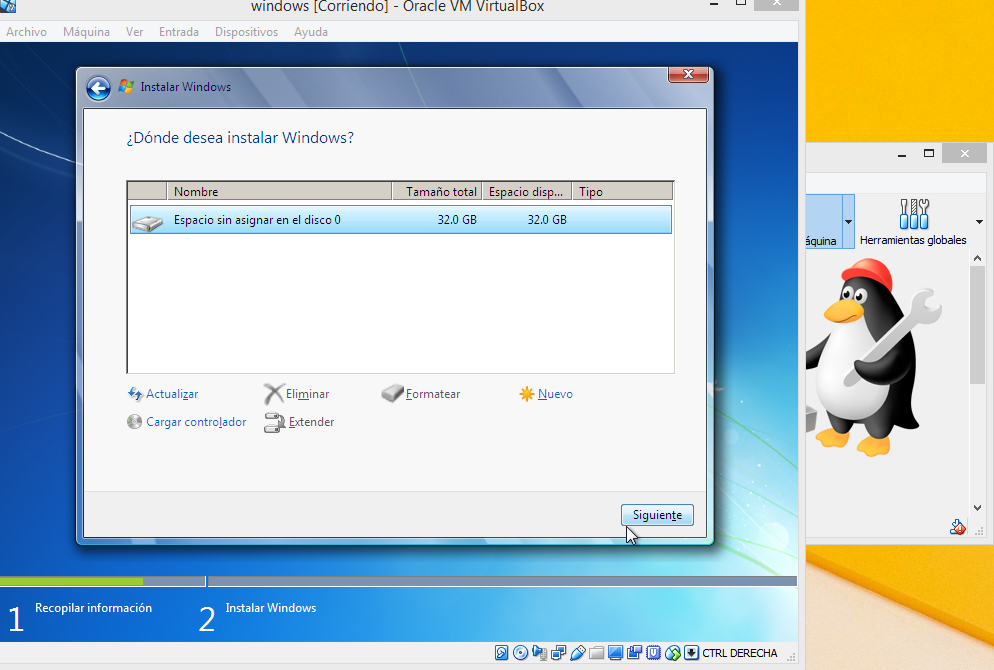 windows [Corriendo] - Oracle VM VirtualBox
Archivo Máquina Ver Entrada Dispositivos Ayuda
Instalar Windows
¿Dónde desea instalar Windows?
Nombre Tamaño total Espacio disp... Tipo
Espacio sin asignar en el disco 0 32.0 GB 32.0 GB
Actualizar Eliminar Formatear Nuevo
Cargar controlador Extender
Siguiente
1 Recopilar información 2 Instalar Windows
CTRL DERECHA
áquina Herramientas globales